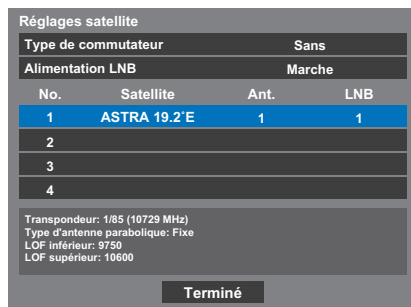 Réglages satellite
Type de commutateur Sans
Alimentation LNB Marche
No. Satellite Ant. LNB
1 ASTRA 19.2˚E 1 1
2
3
4
Transpondeur: 1/85 (10729 MHz)
Type d'antenne parabolique: Fixe
LOF inférieur: 9750
LOF supérieur: 10600
Terminé